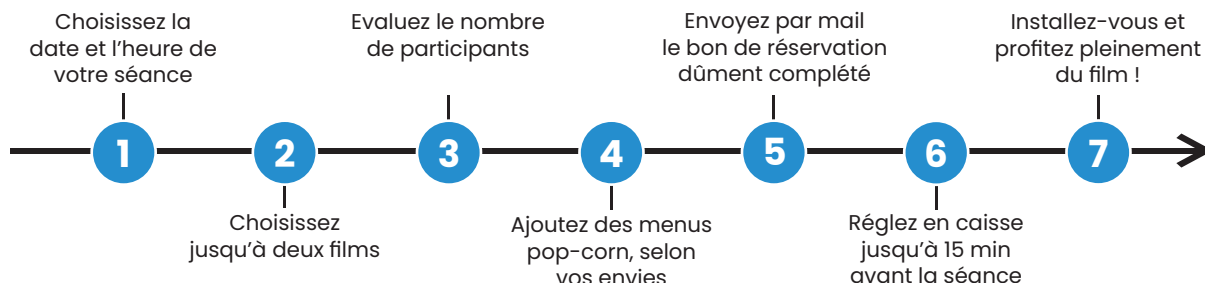 Choisissez la
date et l'heure de
votre séance
Evaluez le nombre
de participants
Envoyez par mail
le bon de réservation
dûment complété
Installez-vous et
profitez pleinement
du film !
1
2
3
4
5
6
7
Choisissez
jusqu'à deux films
Ajoutez des menus
pop-corn, selon
vos envies
Réglez en caisse
jusqu'à 15 min
avant la séance